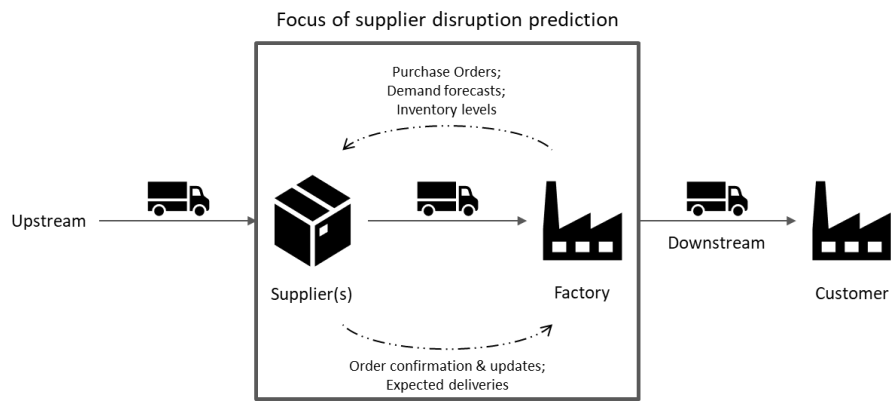 Focus of supplier disruption prediction
Purchase Orders;
Demand forecasts;
Inventory levels
Upstream
Downstream
Supplier(s)
Factory
Customer
Order confirmation & updates;
Expected deliveries